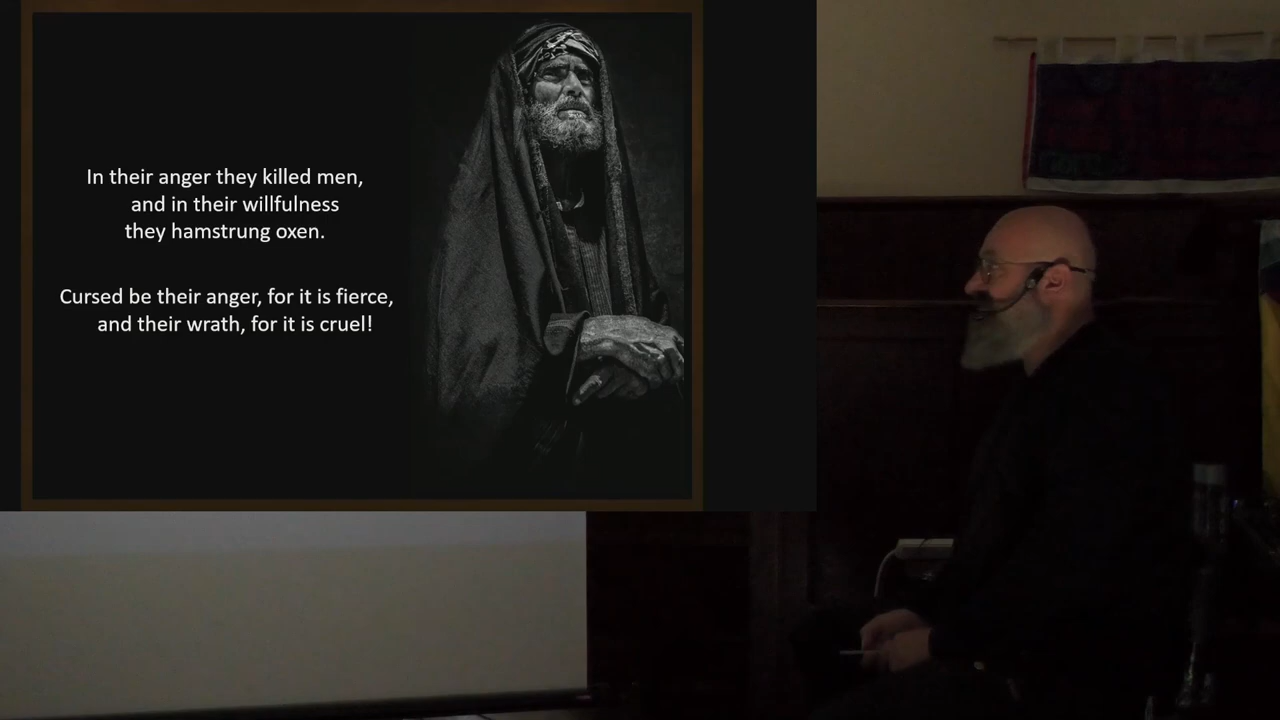 In their anger they killed men,
and in their willfulness
they hamstrung oxen.
Cursed be their anger, for it is fierce,
and their wrath, for it is cruel!